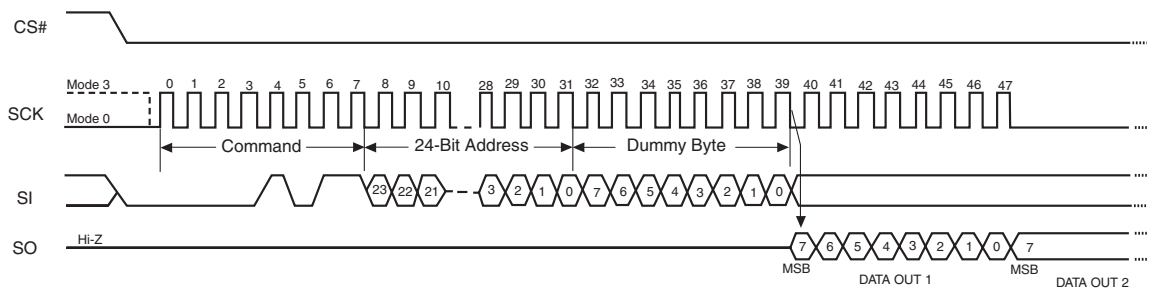 CS#
Mode 3
0 1 2 3 4 5 6 7 8 9 10 28 29 30 31 32 33 34 35 36 37 38 39 40 41 42 43 44 45 46 47
SCK
Mode 0
Command 24-Bit Address Dummy Byte
SI
23 22 21 3 2 1 0 7 6 5 4 3 2 1 0
SO
Hi-Z
7 6 5 4 3 2 1 0 7
MSB MSB
DATA OUT 1 DATA OUT 2